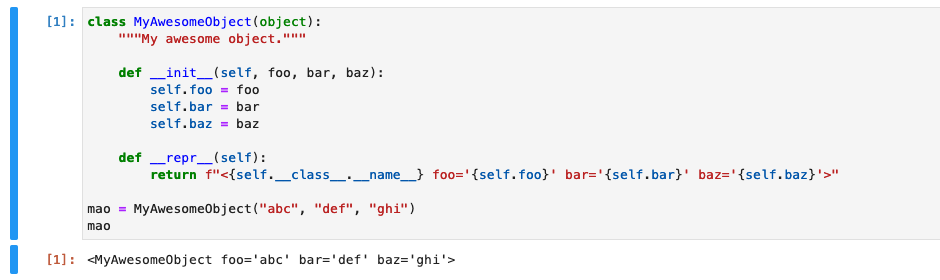 [1]: class MyAwesomeObject(object):
    """My awesome object."""
    def __init__(self, foo, bar, baz):
        self.foo = foo
        self.bar = bar
        self.baz = baz
    def __repr__(self):
        return f"<{self.__class__.__name__} foo='{self.foo}' bar='{self.bar}' baz='{self.baz}'>"
mao = MyAwesomeObject("abc", "def", "ghi")
mao
[1]: <MyAwesomeObject foo='abc' bar='def' baz='ghi'>